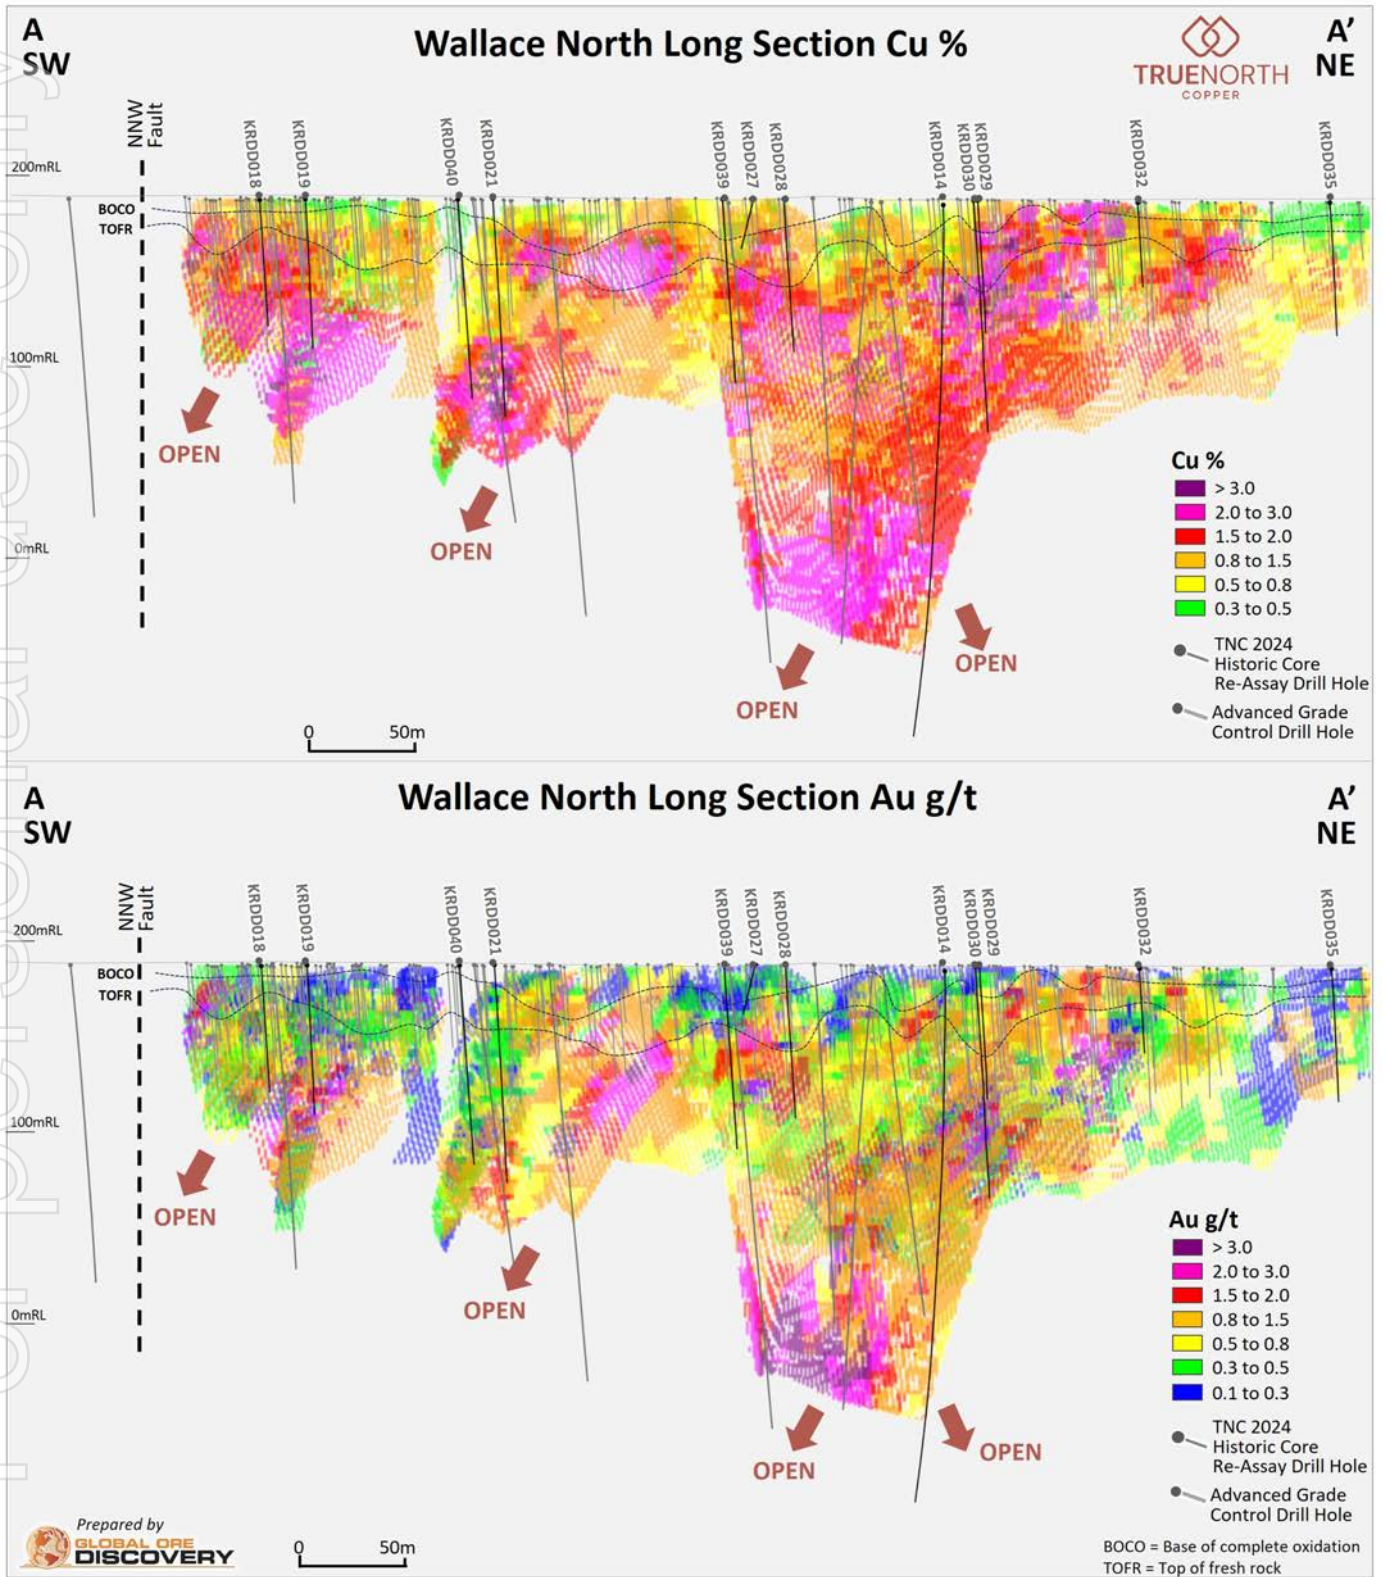 A
SW
Wallace North Long Section Cu %
TRUENORTH
COPPER
A’
NE
NNW
Fault
KRDD018
KRDD019
KRDD040
KRDD021
KRDD039
KRDD027
KRDD028
KRDD014
KRDD030
KRDD029
KRDD032
KRDD035
200mRL
BOCO
TOFR
100mRL
0mRL
OPEN
OPEN
OPEN
OPEN
Cu %
> 3.0
2.0 to 3.0
1.5 to 2.0
0.8 to 1.5
0.5 to 0.8
0.3 to 0.5
TNC 2024
Historic Core
Re-Assay Drill Hole
Advanced Grade
Control Drill Hole
0 50m
A
SW
Wallace North Long Section Au g/t
A’
NE
NNW
Fault
KRDD018
KRDD019
KRDD040
KRDD021
KRDD039
KRDD027
KRDD028
KRDD014
KRDD030
KRDD029
KRDD032
KRDD035
200mRL
BOCO
TOFR
100mRL
0mRL
OPEN
OPEN
OPEN
OPEN
Au g/t
> 3.0
2.0 to 3.0
1.5 to 2.0
0.8 to 1.5
0.5 to 0.8
0.3 to 0.5
0.1 to 0.3
TNC 2024
Historic Core
Re-Assay Drill Hole
Advanced Grade
Control Drill Hole
Prepared by
GLOBAL ORE
DISCOVERY
0 50m
BOCO = Base of complete oxidation
TOFR = Top of fresh rock